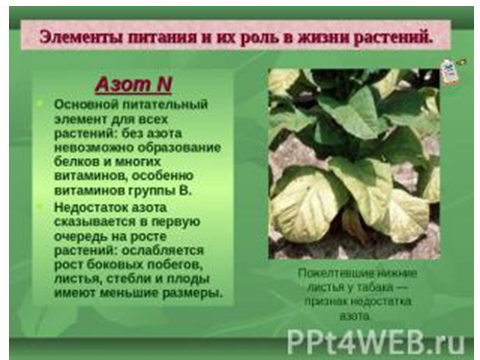 Элементы питания и их роль в жизни растений.
Азот N
Основной питательный
элемент для всех
растений: без азота
невозможно образование
белков и многих
витаминов, особенно
витаминов группы В.
Недостаток азота
сказывается в первую
очередь на росте
растений: ослабляется
рост боковых побегов,
листья, стебли и плоды
имеют меньшие размеры.
Пожелтевшие нижние
листья у табака —
признак недостатка
азота.
PPt4WEB.ru